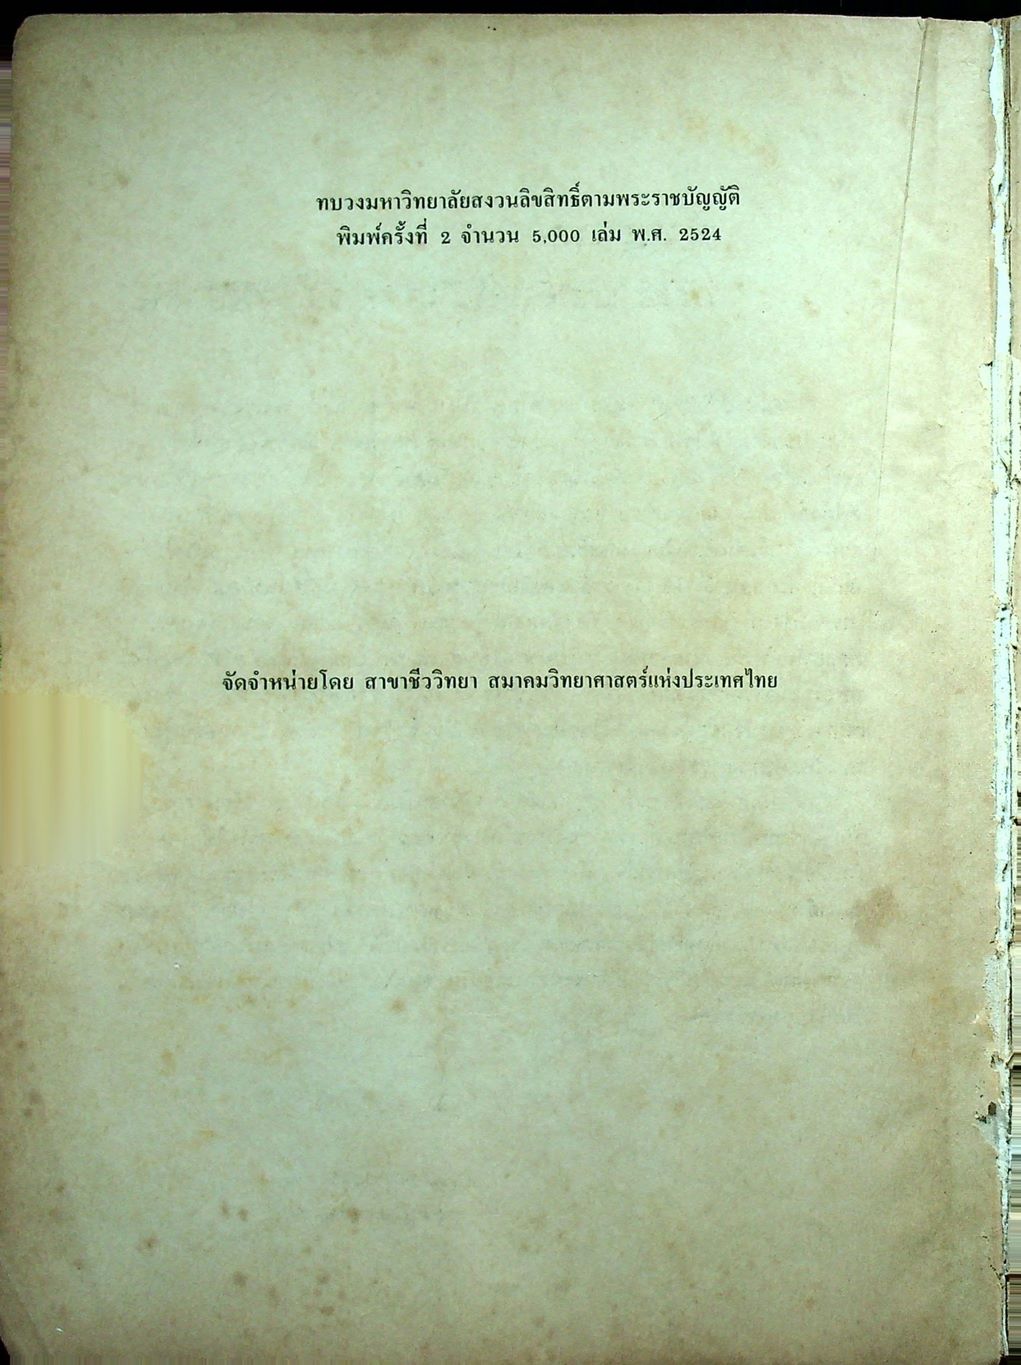 ทบวงมหาวิทยาลัยสงวนลิขสิทธิ์ตามพระราชบัญญัติ
พิมพ์ครั้งที่ 2 จำนวน 5,000 เล่ม พ.ศ. 2524
จัดจำหน่ายโดย สาขาชีววิทยา สมาคมวิทยาศาสตร์แห่งประเทศไทย